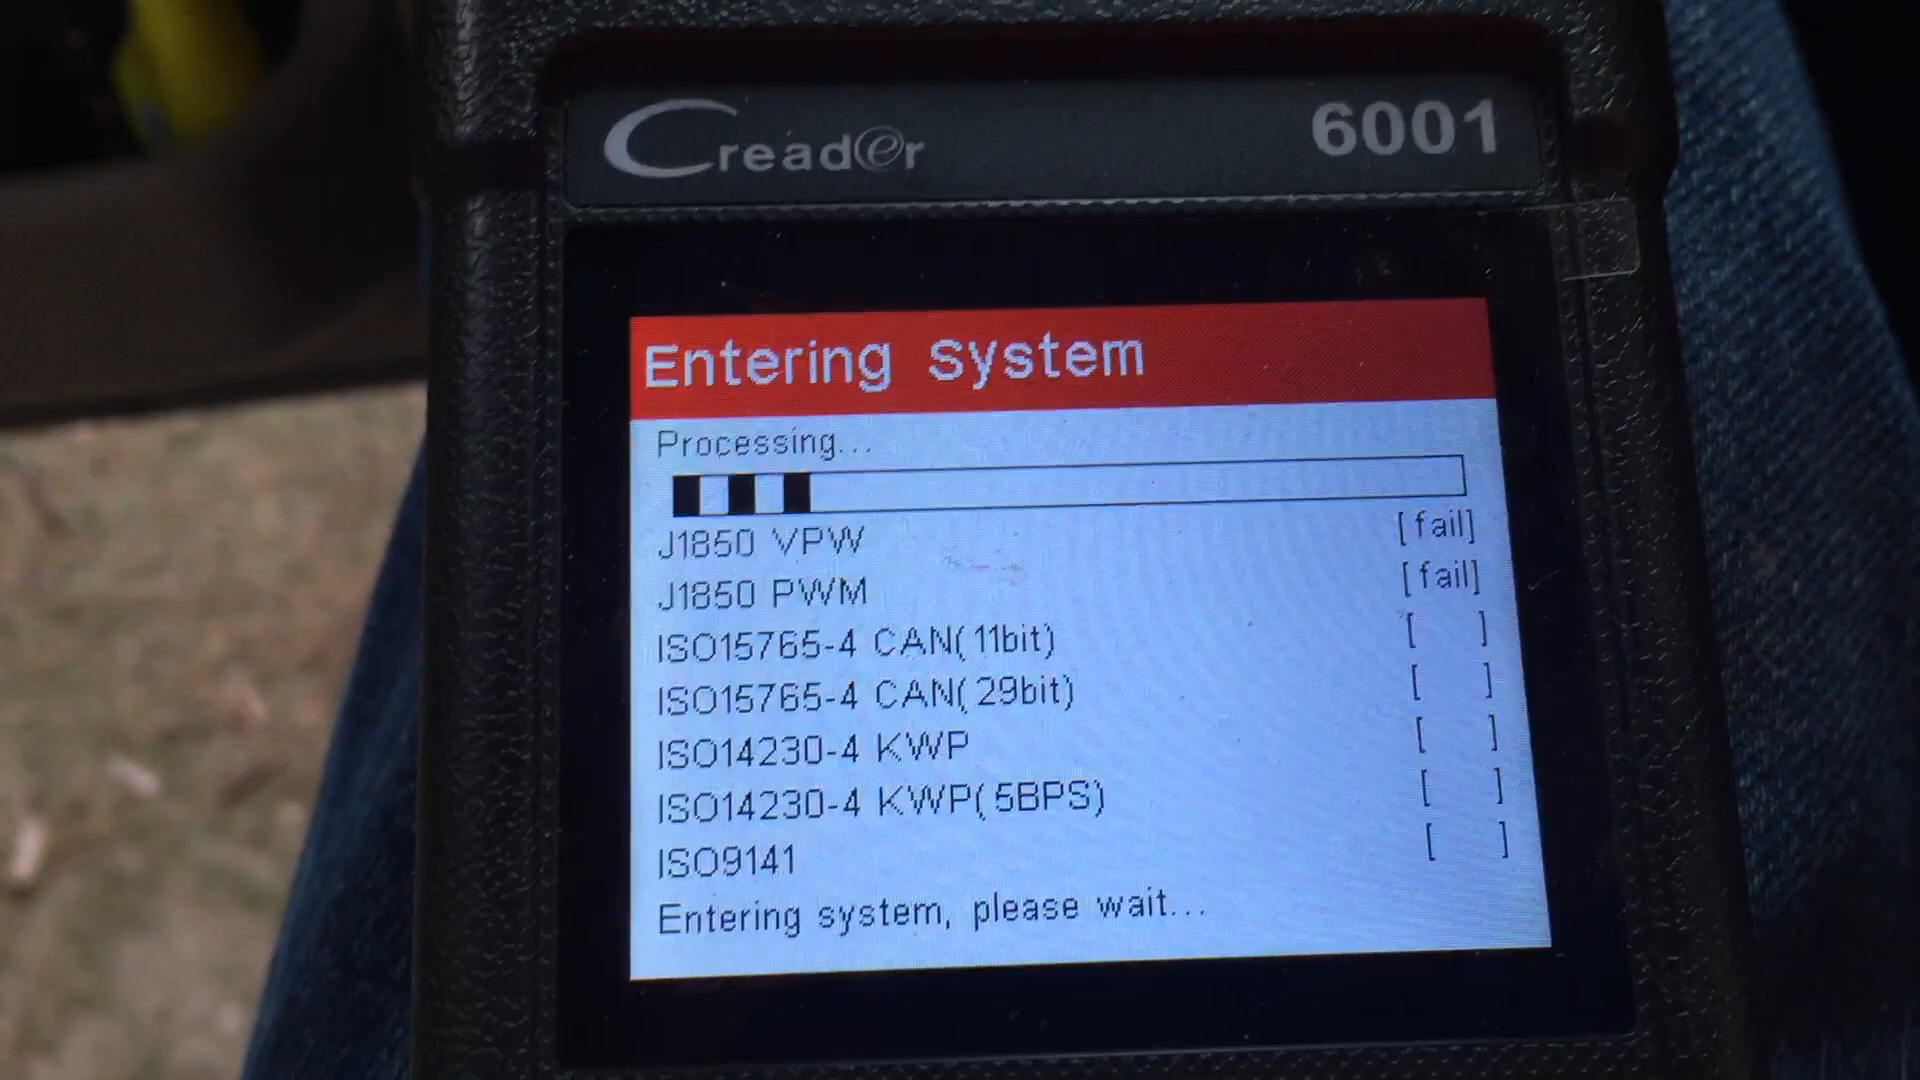 Creader 6001
Entering System
Processing...
J1850 VPW [fail]
J1850 PWM [fail]
ISO15765-4 CAN(11bit) [ ]
ISO15765-4 CAN(29bit) [ ]
ISO14230-4 KWP [ ]
ISO14230-4 KWP(5BPS) [ ]
ISO9141 [ ]
Entering system, please wait...